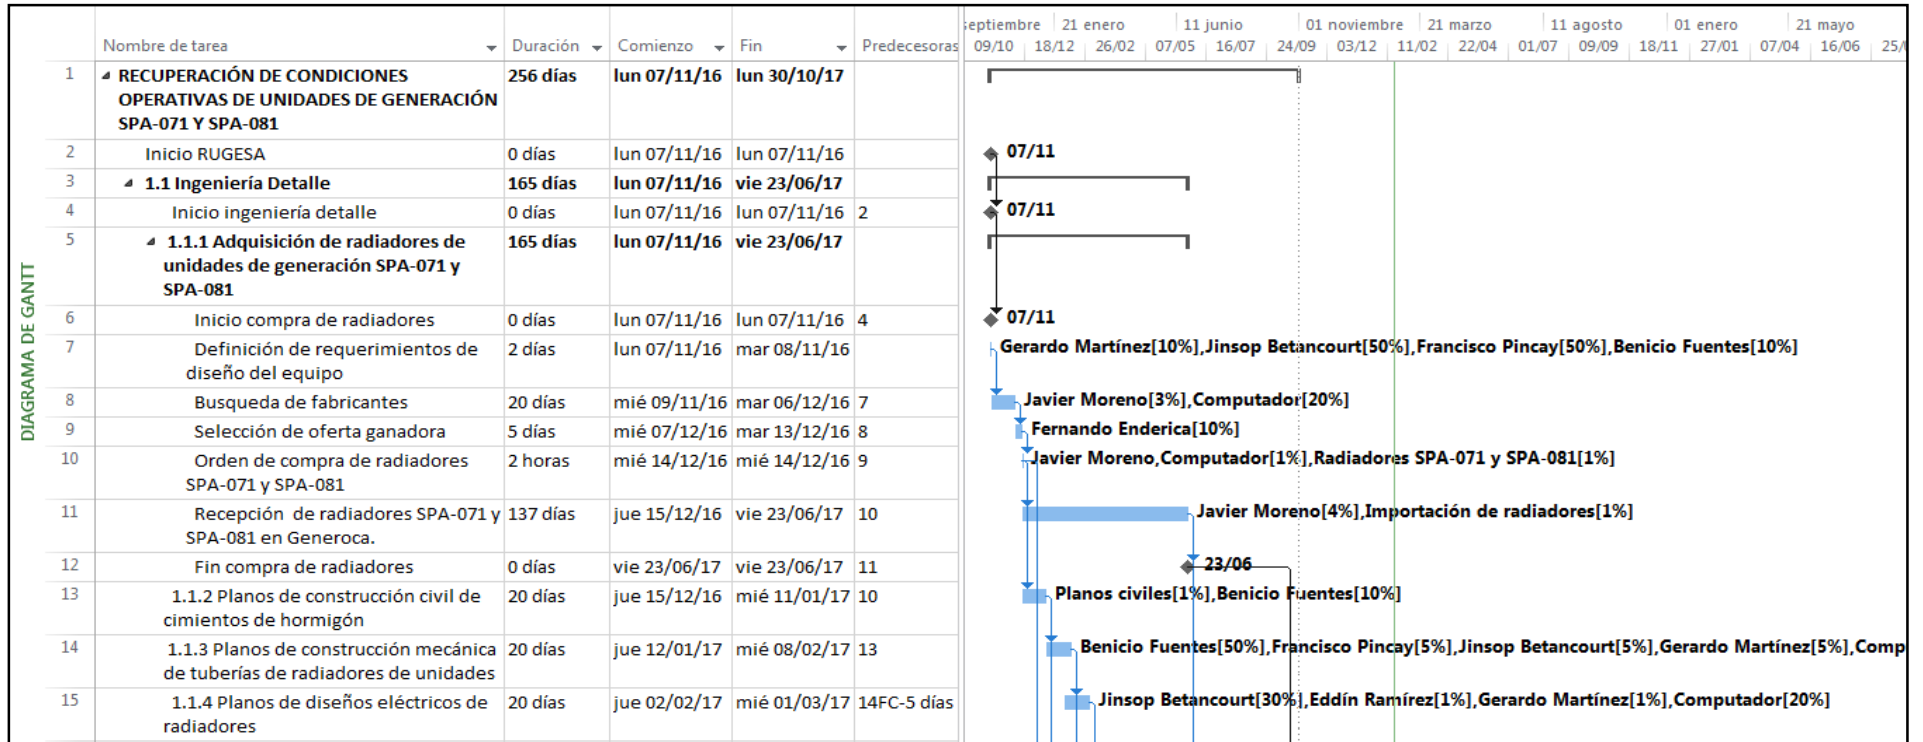 DIAGRAMA DE GANTT
Nombre de tarea Duración Comienzo Fin Predecesoras
septiembre 21 enero 11 junio 01 noviembre 21 marzo 11 agosto 01 enero 21 mayo
09/10 18/12 26/02 07/05 16/07 24/09 03/12 11/02 22/04 01/07 09/09 18/11 27/01 07/04 16/06
1 RECUPERACIÓN DE CONDICIONES 256 días lun 07/11/16 lun 30/10/17
OPERATIVAS DE UNIDADES DE GENERACIÓN
SPA-071 Y SPA-081
2 Inicio RUGESA 0 días lun 07/11/16 lun 07/11/16 07/11
3 1.1 Ingeniería Detalle 165 días lun 07/11/16 vie 23/06/17
4 Inicio ingeniería detalle 0 días lun 07/11/16 lun 07/11/16 2 07/11
5 1.1.1 Adquisición de radiadores de 165 días lun 07/11/16 vie 23/06/17
unidades de generación SPA-071 y
SPA-081
6 Inicio compra de radiadores 0 días lun 07/11/16 lun 07/11/16 4 07/11
7 Definición de requerimientos de 2 días lun 07/11/16 mar 08/11/16 Gerardo Martínez[10%],Jinsop Betancourt[50%],Francisco Pincay[50%],Benicio Fuentes[10%]
diseño del equipo
8 Busqueda de fabricantes 20 días mié 09/11/16 mar 06/12/16 7 Javier Moreno[3%],Computador[20%]
9 Selección de oferta ganadora 5 días mié 07/12/16 mar 13/12/16 8 Fernando Enderica[10%]
10 Orden de compra de radiadores 2 horas mié 14/12/16 mié 14/12/16 9 Javier Moreno,Computador[1%],Radiadores SPA-071 y SPA-081[1%]
SPA-071 y SPA-081
11 Recepción de radiadores SPA-071 y 137 días jue 15/12/16 vie 23/06/17 10 Javier Moreno[4%],Importación de radiadores[1%]
SPA-081 en Generoca.
12 Fin compra de radiadores 0 días vie 23/06/17 vie 23/06/17 11 23/06
13 1.1.2 Planos de construcción civil de 20 días jue 15/12/16 mié 11/01/17 10 Planos civiles[1%],Benicio Fuentes[10%]
cimientos de hormigón
14 1.1.3 Planos de construcción mecánica 20 días jue 12/01/17 mié 08/02/17 13 Benicio Fuentes[50%],Francisco Pincay[5%],Jinsop Betancourt[5%],Gerardo Martínez[5%],Comp
de tuberías de radiadores de unidades
15 1.1.4 Planos de diseños eléctricos de 20 días jue 02/02/17 mié 01/03/17 14FC-5 días Jinsop Betancourt[30%],Eddín Ramírez[1%],Gerardo Martínez[1%],Computador[20%]
radiadores